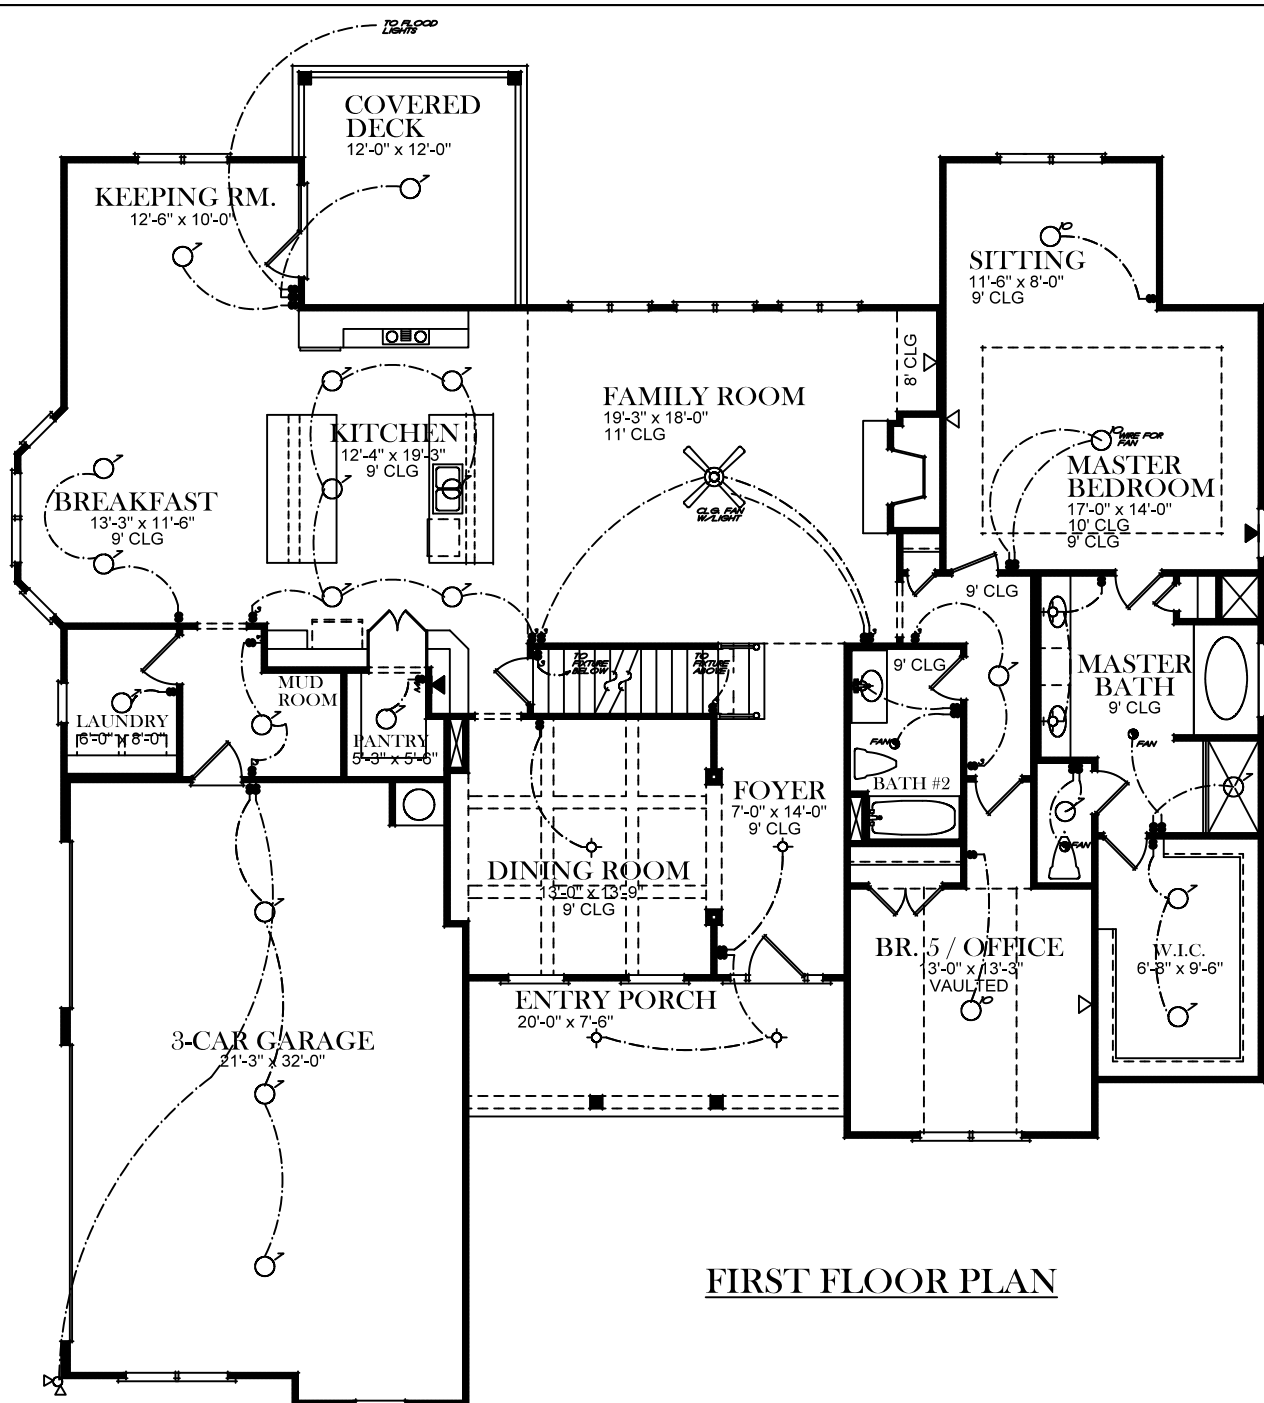 TO FLOOD
LIGHTS
COVERED
DECK
12'-0" x 12'-0"
KEEPING RM.
12'-6" x 10'-0"
SITTING
11'-6" x 8'-0"
9' CLG
8' CLG
FAMILY ROOM
19'-3" x 18'-0"
11' CLG
KITCHEN
12'-4" x 19'-3"
9' CLG
WIRE FOR
FAN
MASTER
BEDROOM
17'-0" x 14'-0"
10' CLG
9' CLG
BREAKFAST
13'-3" x 11'-6"
9' CLG
CLG. FAN
W/LIGHT
9' CLG
TO
FIXTURE
BELOW
TO
FIXTURE
ABOVE
9' CLG
MASTER
BATH
9' CLG
MUD
ROOM
LAUNDRY
6'-0" x 8'-0"
PANTRY
5'-3" x 5'-6"
FAN
FAN
BATH #2
FOYER
7'-0" x 14'-0"
9' CLG
FAN
DINING ROOM
13'-0" x 13'-9"
9' CLG
BR. 5 / OFFICE
13'-0" x 13'-3"
VAULTED
W.I.C.
6'-8" x 9'-6"
ENTRY PORCH
20'-0" x 7'-6"
3-CAR GARAGE
21'-3" x 32'-0"
FIRST FLOOR PLAN